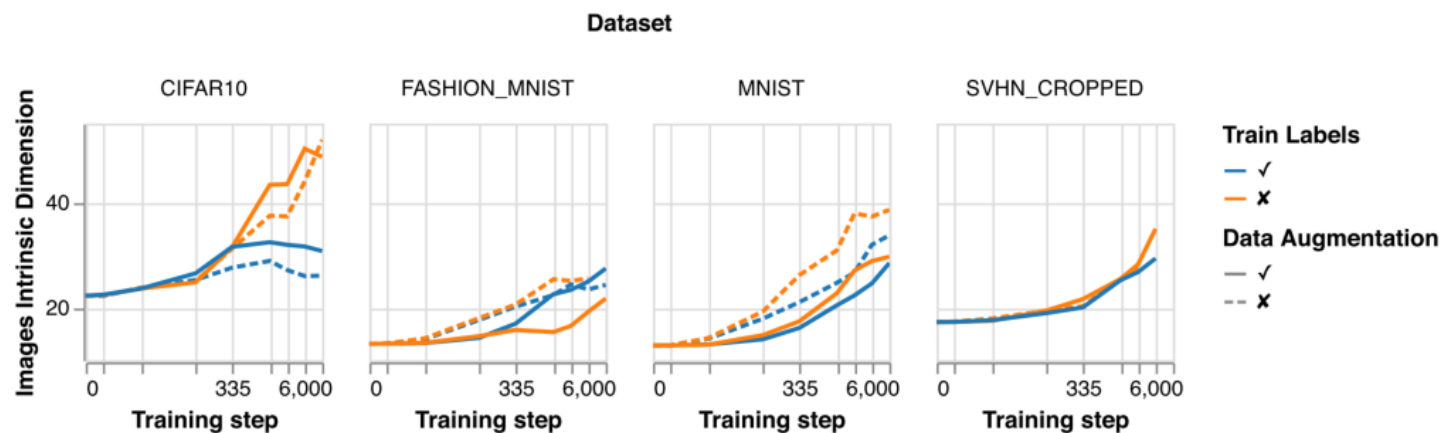 Dataset
CIFAR10 FASHION_MNIST MNIST SVHN_CROPPED
Images Intrinsic Dimension
40
20
0 335 6,000 0 335 6,000 0 335 6,000 0 335 6,000
Training step Training step Training step Training step
Train Labels
✓
✘
Data Augmentation
✓
✘